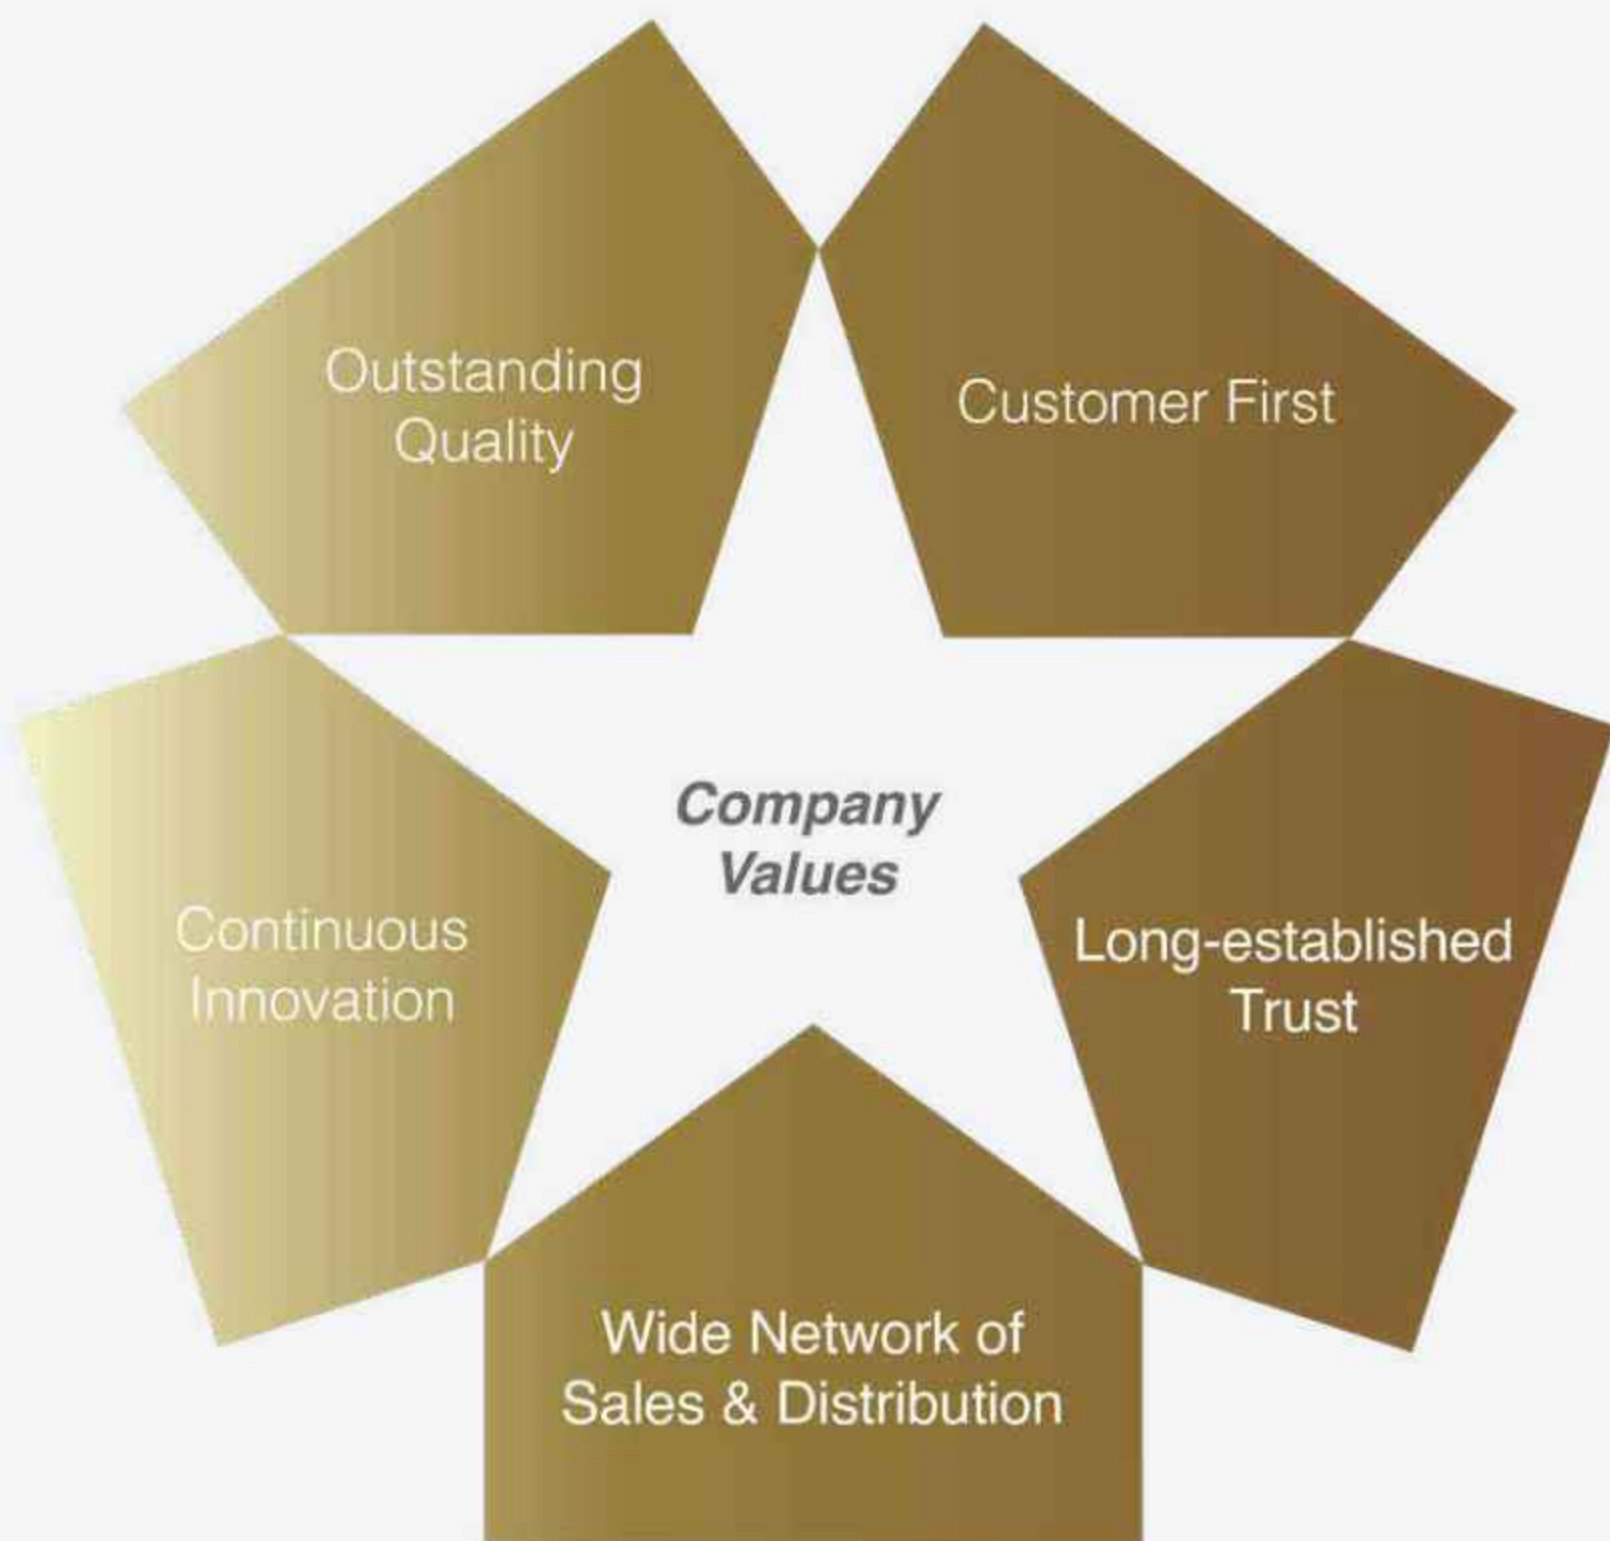 Outstanding
Quality
Customer First
Company
Values
Continuous
Innovation
Long-established
Trust
Wide Network of
Sales & Distribution